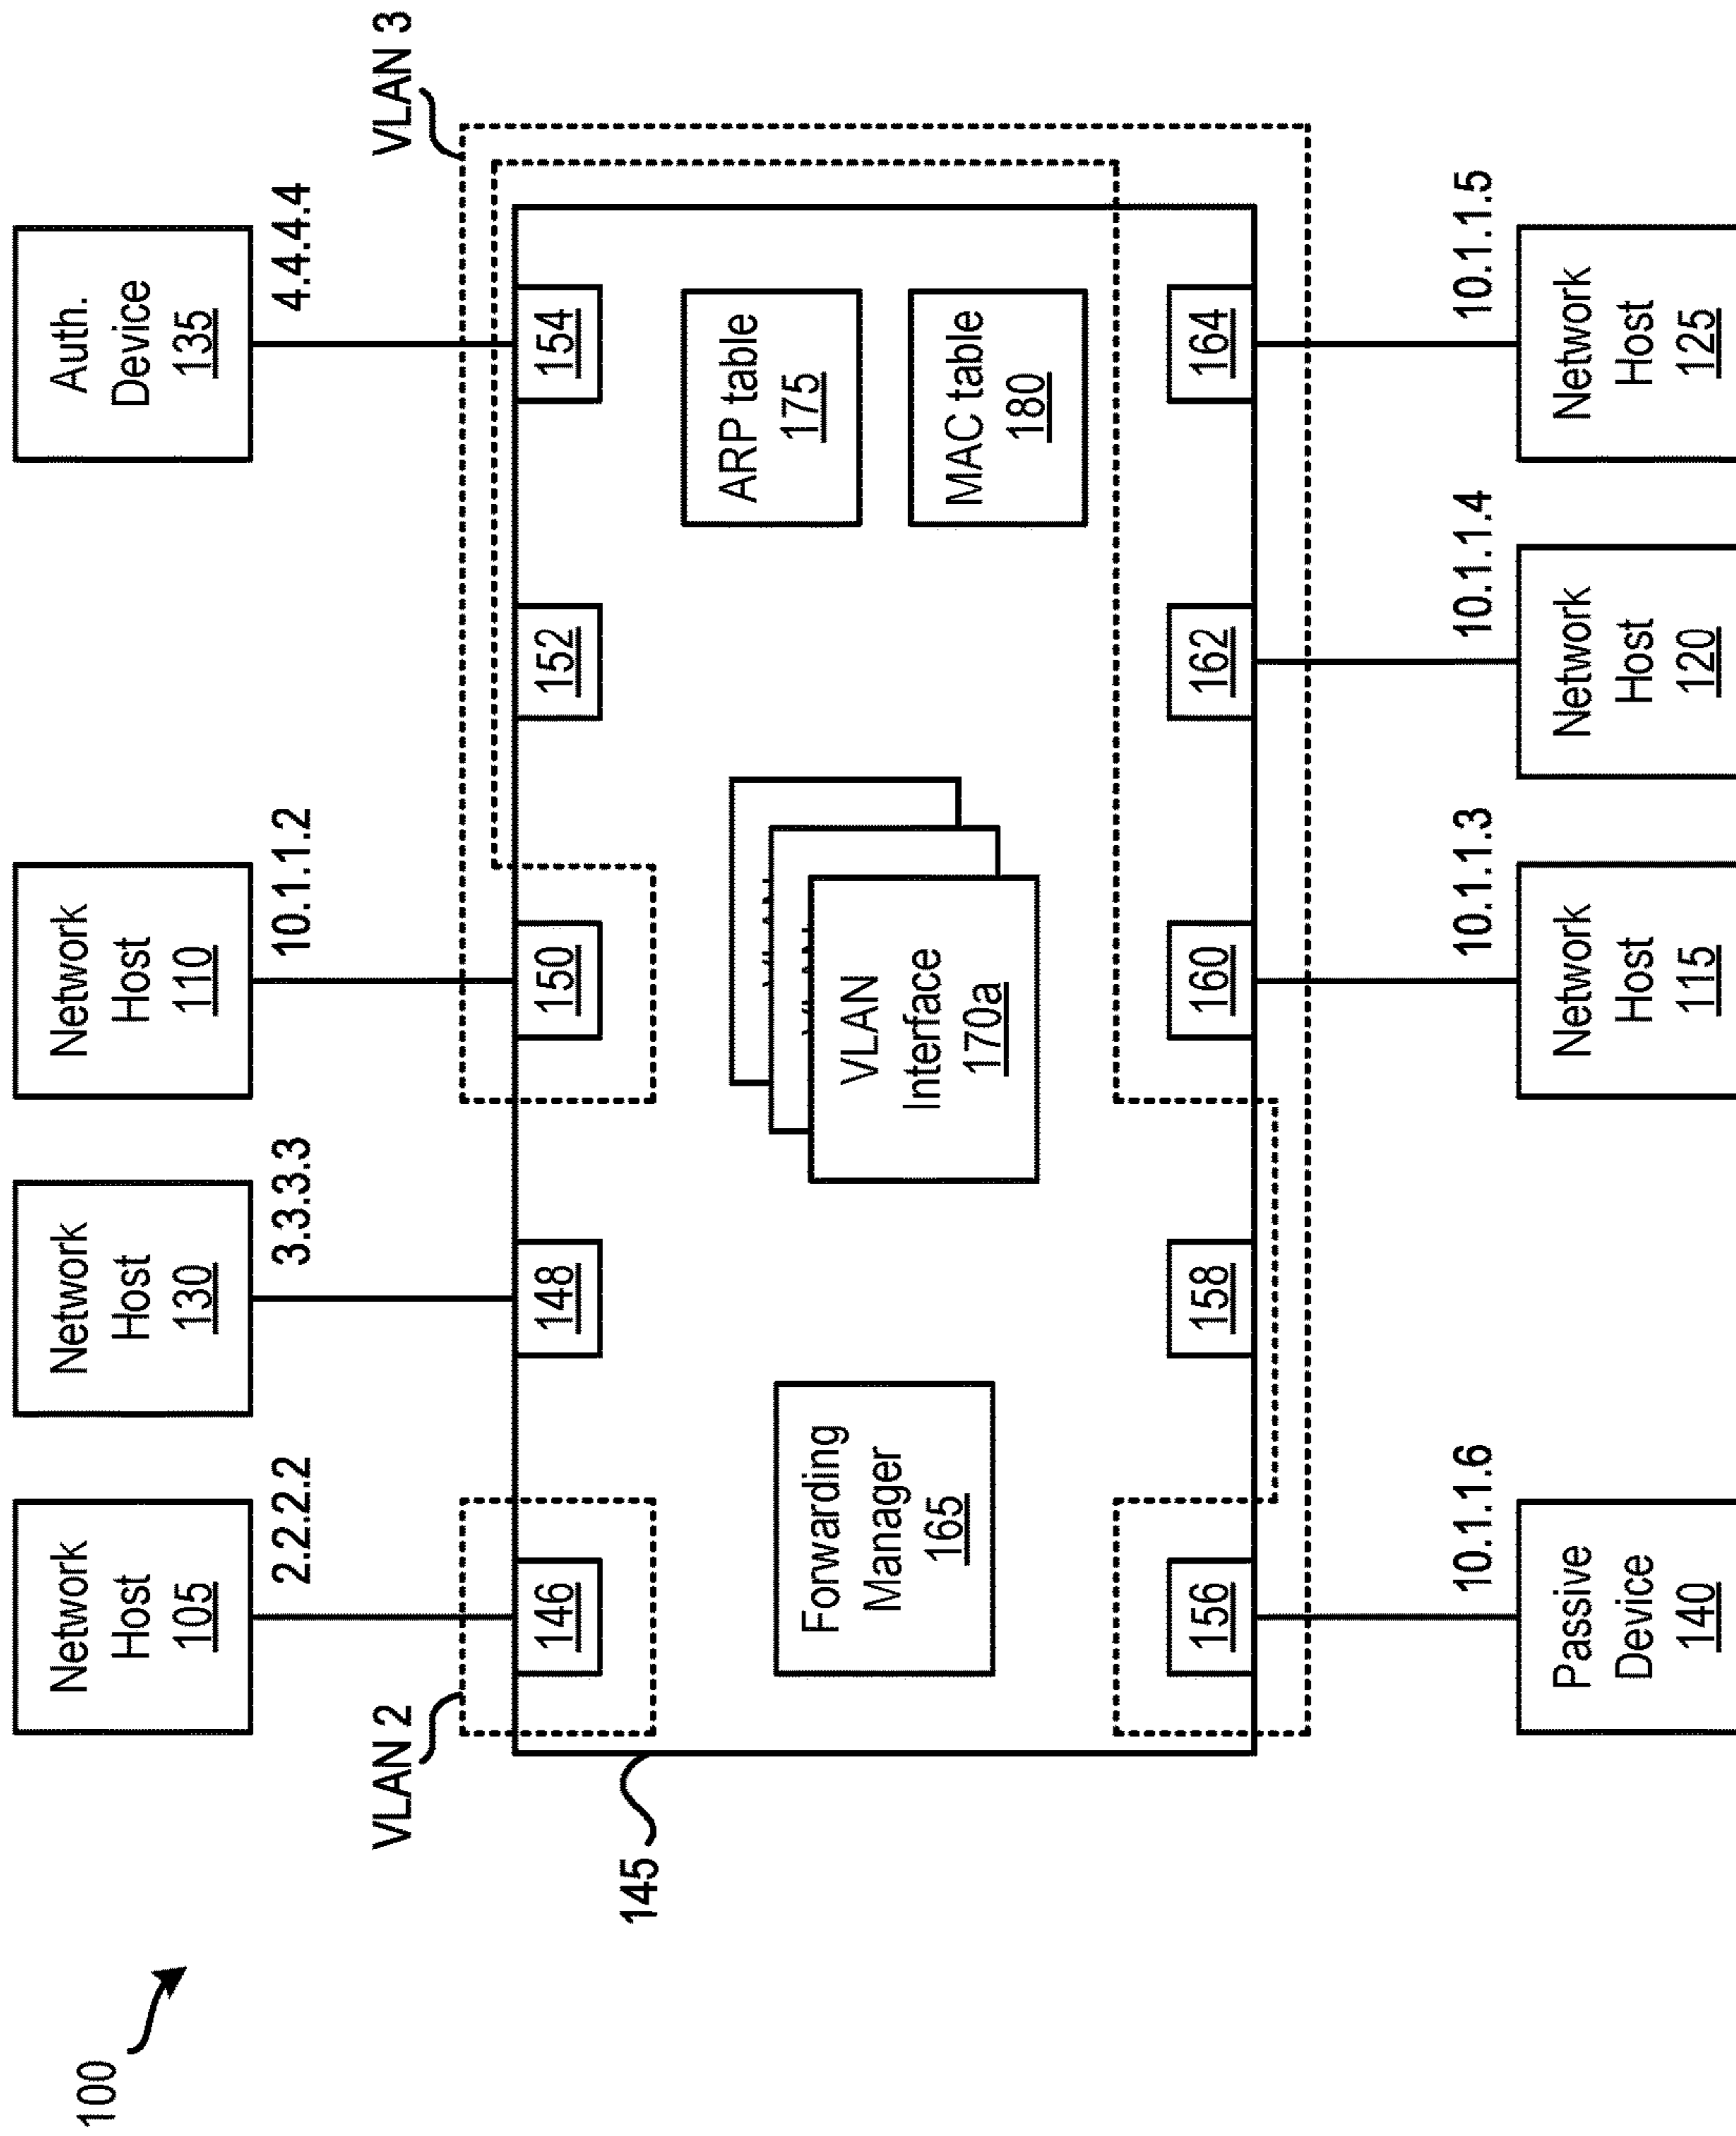 100
Network
Host
105
Network
Host
130
Network
Host
110
Auth.
Device
135
2.2.2.2
3.3.3.3
10.1.1.2
4.4.4.4
VLAN 2
VLAN 3
145
146
148
150
152
154
Forwarding
Manager
165
VLAN
Interface
170a
ARP table
175
MAC table
180
156
158
160
162
164
10.1.1.6
10.1.1.3
10.1.1.4
10.1.1.5
Passive
Device
140
Network
Host
115
Network
Host
120
Network
Host
125